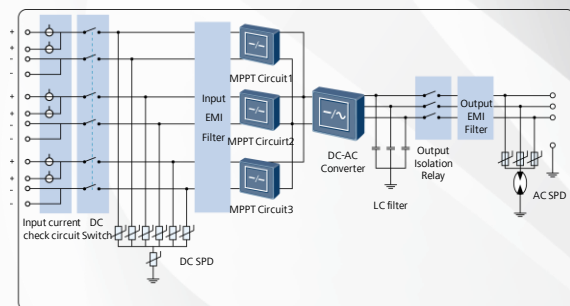 +
+
-
-
+
+
-
-
+
+
-
-
Input current
check circuit
DC
Switch
DC SPD
Input
EMI
Filter
MPPT Circuit1
MPPT Circuirt2
MPPT Circuit3
DC-AC
Converter
LC filter
Output
Isolation
Relay
Output
EMI
Filter
AC SPD